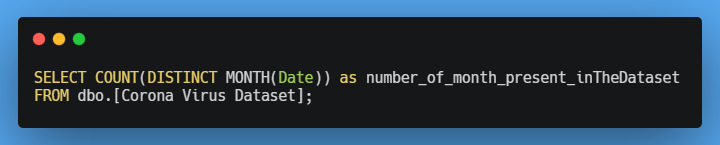 SELECT COUNT(DISTINCT MONTH(Date)) as number_of_month_present_inTheDataset
FROM dbo.[Corona Virus Dataset];